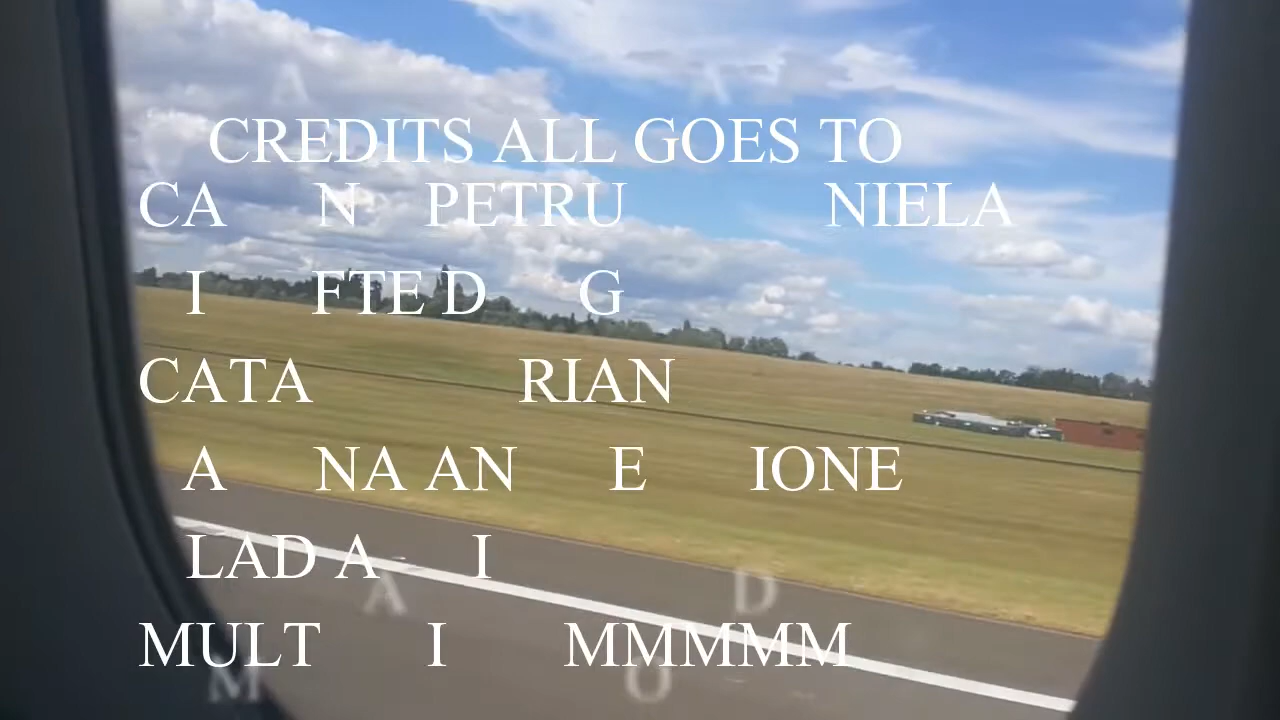 CREDITS ALL GOES TO
CA N PETRU NIELA
I FTE D G
CATA RIAN
A NA AN E IONE
LAD A I
MULT I MMMMM